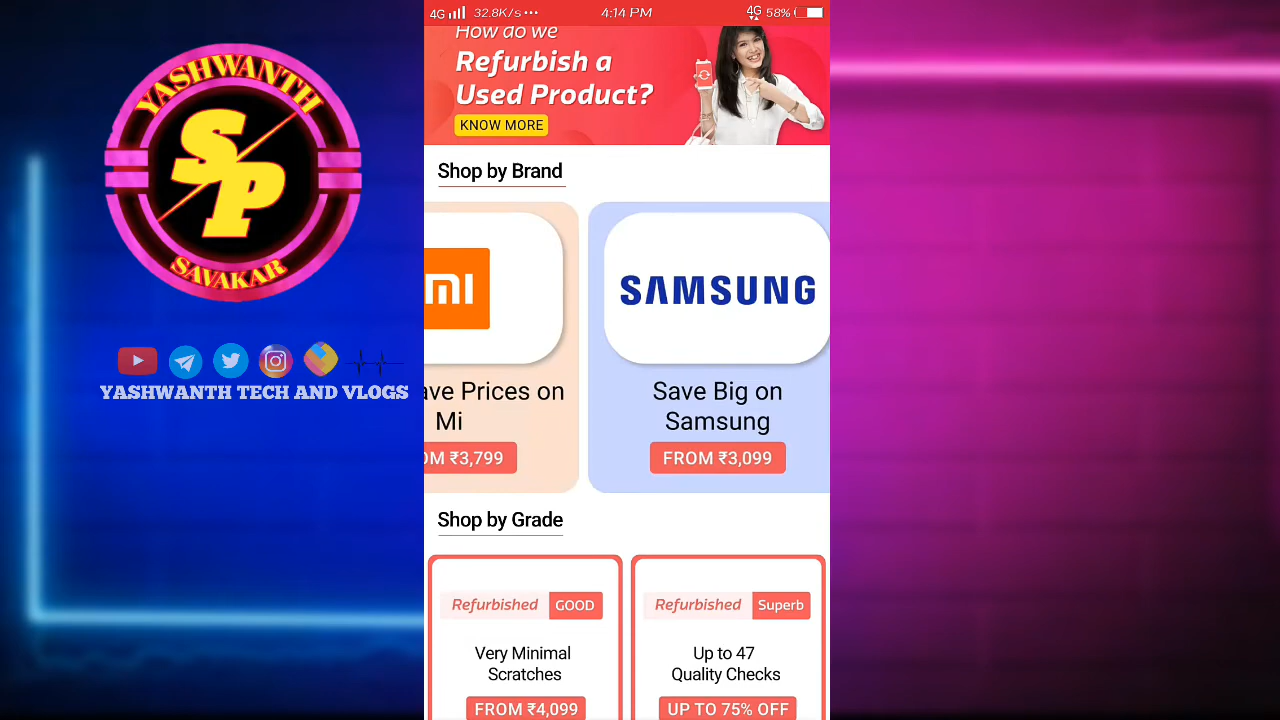 YASHWANTH
SP
SAVAKAR
YASHWANTH TECH AND VLOGS
4G 32.8K/s ••• 4:14 PM 4G 58%
How do we
Refurbish a
Used Product?
KNOW MORE
Shop by Brand
mi
SAMSUNG
ave Prices on
Mi
OM ₹3,799
Save Big on
Samsung
FROM ₹3,099
Shop by Grade
Refurbished GOOD
Very Minimal
Scratches
FROM ₹4,099
Refurbished Superb
Up to 47
Quality Checks
UP TO 75% OFF